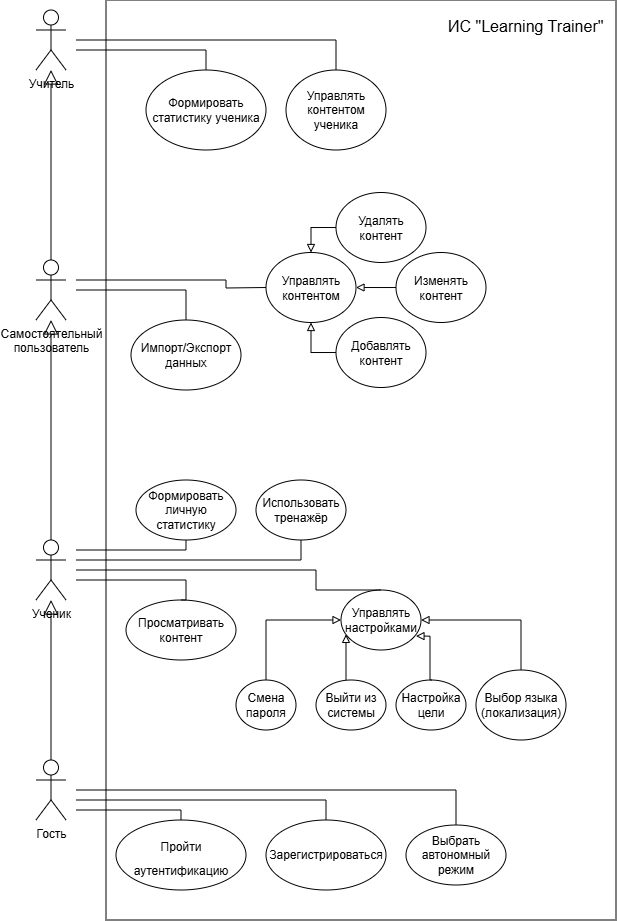 ИС "Learning Trainer"
Учитель
Формировать
статистику ученика
Управлять
контентом
ученика
Удалять
контент
Управлять
контентом
Изменять
контент
Добавлять
контент
Самостоятельный
пользователь
Импорт/Экспорт
данных
Формировать
личную
статистику
Использовать
тренажёр
Ученик
Просматривать
контент
Управлять
настройками
Смена
пароля
Выйти из
системы
Настройка
цели
Выбор языка
(локализация)
Гость
Пройти
аутентификацию
Зарегистрироваться
Выбрать
автономный
режим